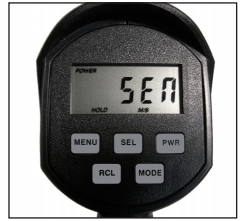 POWER
SEN
HOLD M/S
MENU SEL PWR
RCL MODE